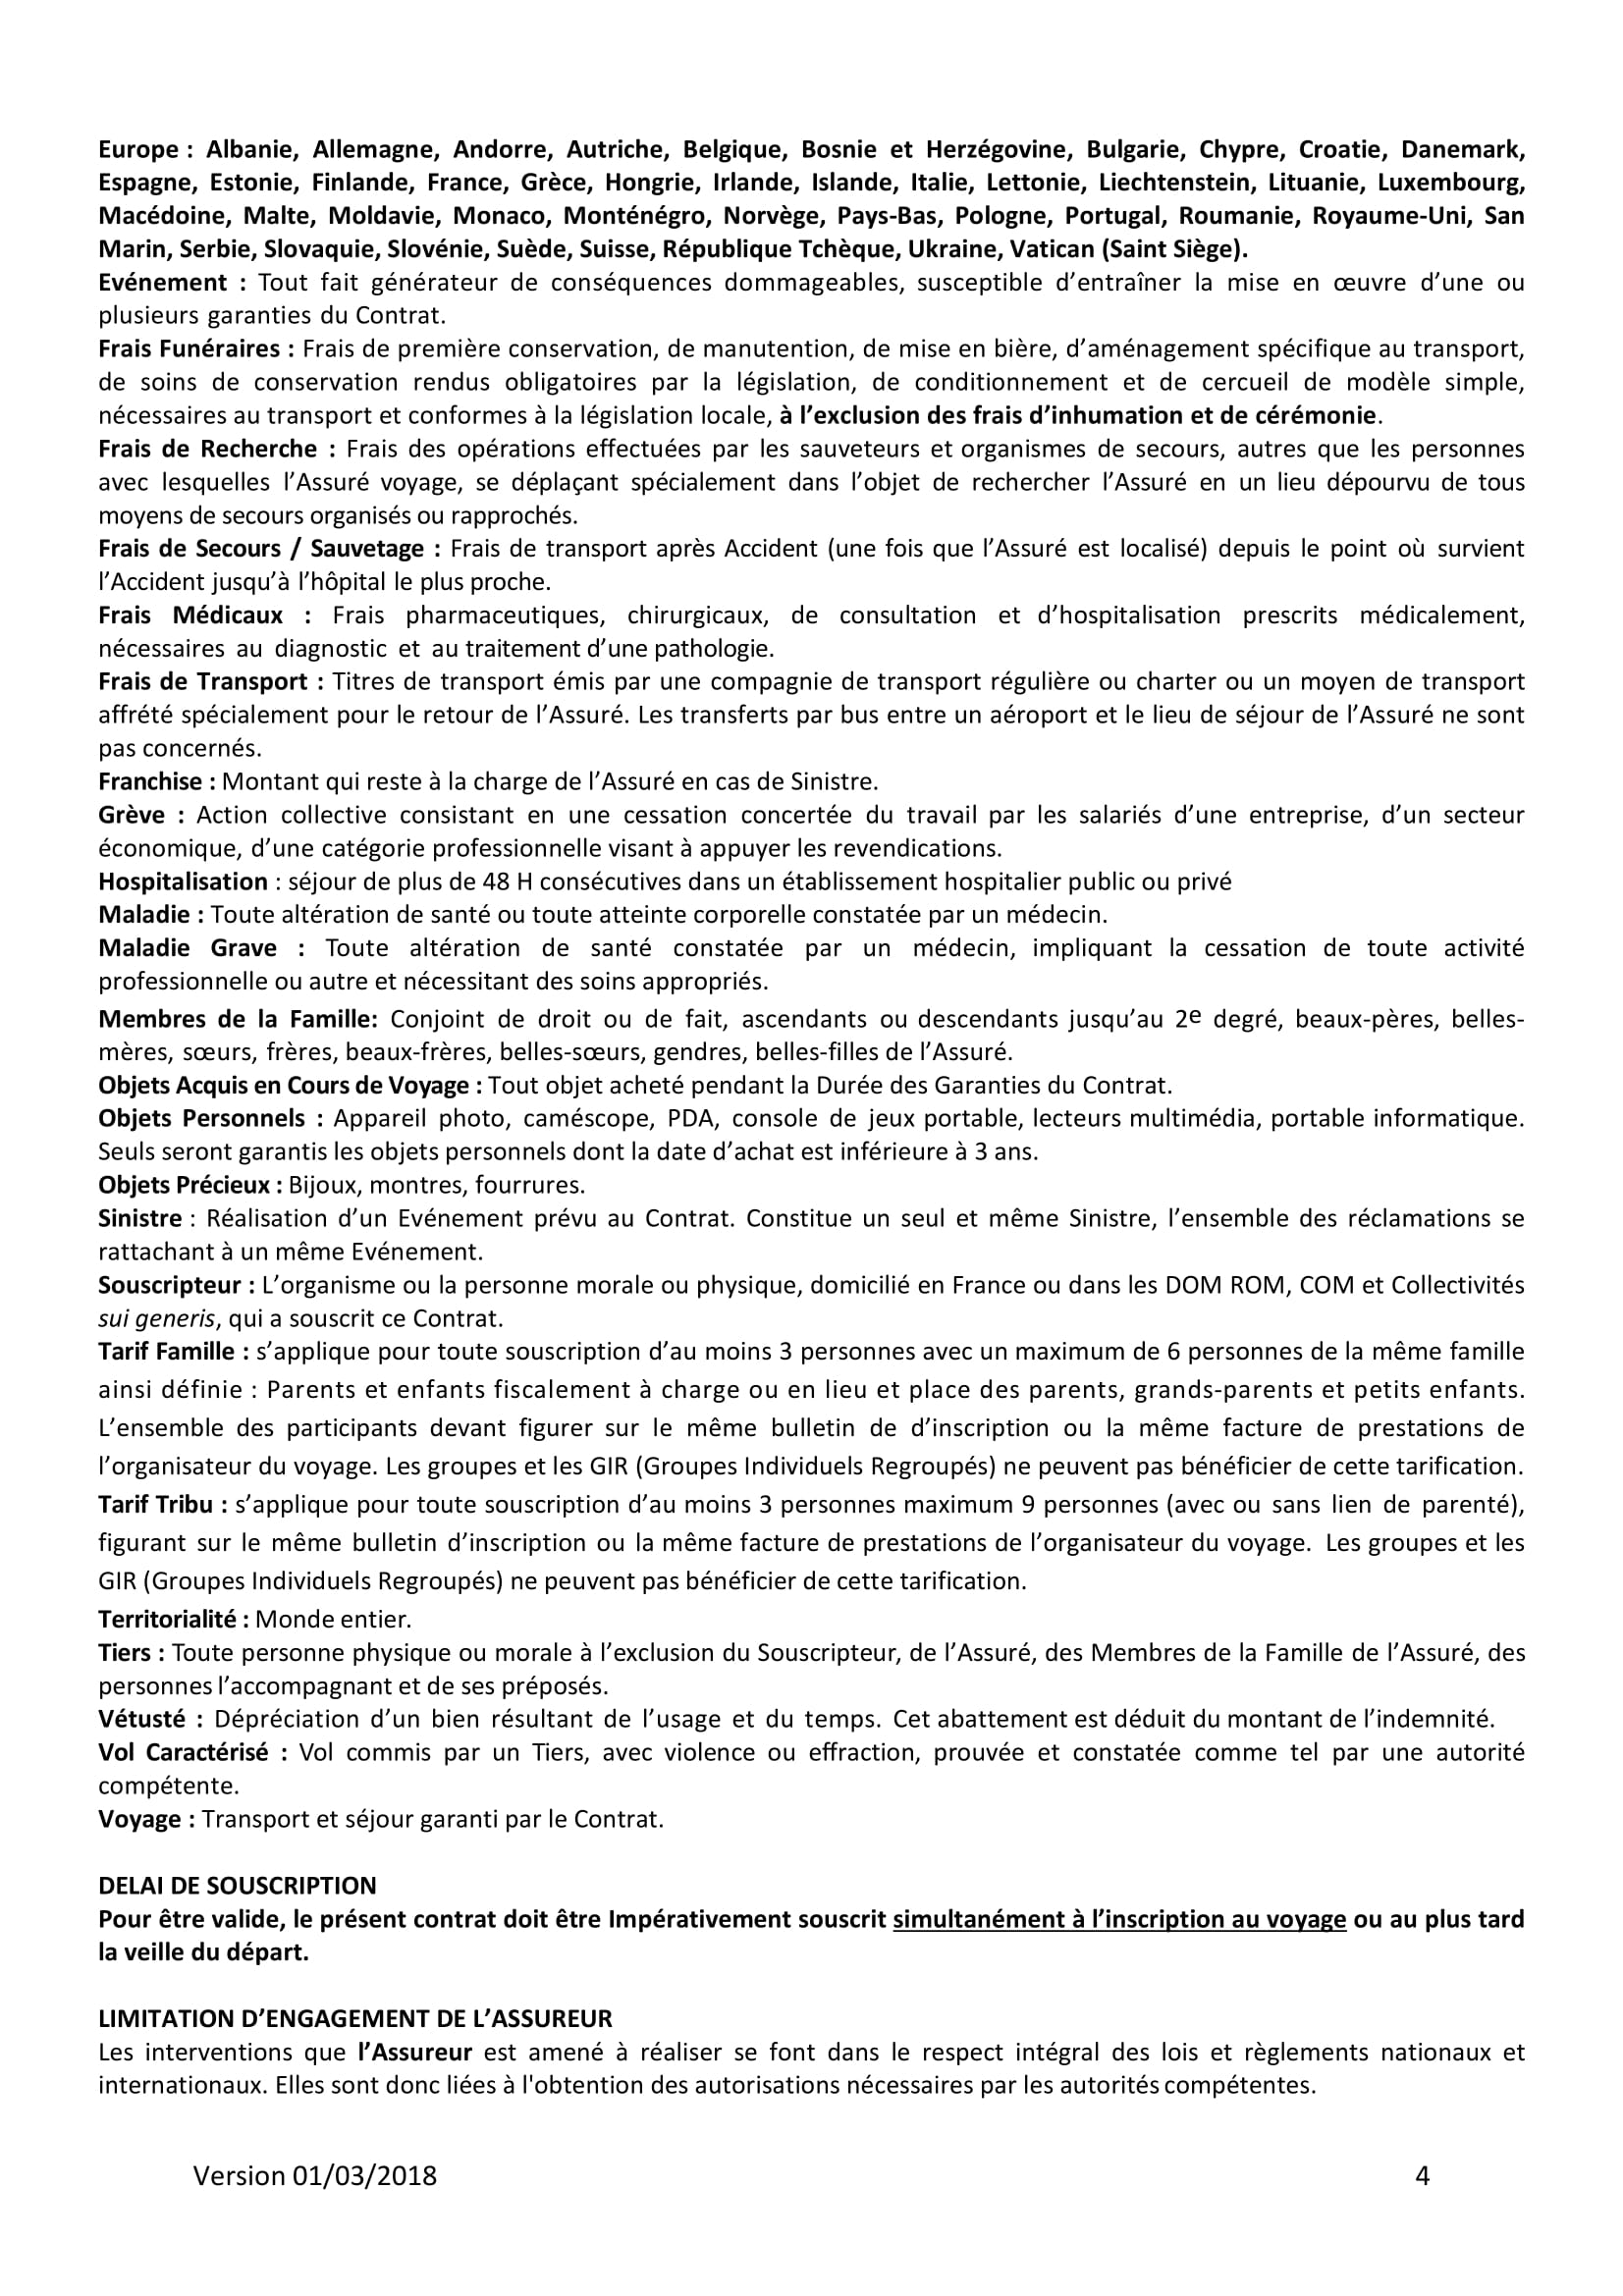 Europe : Albanie, Allemagne, Andorre, Autriche, Belgique, Bosnie et Herzégovine, Bulgarie, Chypre, Croatie, Danemark,
Espagne, Estonie, Finlande, France, Grèce, Hongrie, Irlande, Islande, Italie, Lettonie, Liechtenstein, Lituanie, Luxembourg,
Macédoine, Malte, Moldavie, Monaco, Monténégro, Norvège, Pays-Bas, Pologne, Portugal, Roumanie, Royaume-Uni, San
Marin, Serbie, Slovaquie, Slovénie, Suède, Suisse, République Tchèque, Ukraine, Vatican (Saint Siège).
Evénement : Tout fait générateur de conséquences dommageables, susceptible d’entraîner la mise en œuvre d’une ou
plusieurs garanties du Contrat.
Frais Funéraires : Frais de première conservation, de manutention, de mise en bière, d’aménagement spécifique au transport,
de soins de conservation rendus obligatoires par la législation, de conditionnement et de cercueil de modèle simple,
nécessaires au transport et conformes à la législation locale, à l’exclusion des frais d’inhumation et de cérémonie.
Frais de Recherche : Frais des opérations effectuées par les sauveteurs et organismes de secours, autres que les personnes
avec lesquelles l’Assuré voyage, se déplaçant spécialement dans l’objet de rechercher l’Assuré en un lieu dépourvu de tous
moyens de secours organisés ou rapprochés.
Frais de Secours / Sauvetage : Frais de transport après Accident (une fois que l’Assuré est localisé) depuis le point où survient
l’Accident jusqu’à l’hôpital le plus proche.
Frais Médicaux : Frais pharmaceutiques, chirurgicaux, de consultation et d’hospitalisation prescrits médicalement,
nécessaires au diagnostic et au traitement d’une pathologie.
Frais de Transport : Titres de transport émis par une compagnie de transport régulière ou charter ou un moyen de transport
affrété spécialement pour le retour de l’Assuré. Les transferts par bus entre un aéroport et le lieu de séjour de l’Assuré ne sont
pas concernés.
Franchise : Montant qui reste à la charge de l’Assuré en cas de Sinistre.
Grève : Action collective consistant en une cessation concertée du travail par les salariés d’une entreprise, d’un secteur
économique, d’une catégorie professionnelle visant à appuyer les revendications.
Hospitalisation : séjour de plus de 48 H consécutives dans un établissement hospitalier public ou privé
Maladie : Toute altération de santé ou toute atteinte corporelle constatée par un médecin.
Maladie Grave : Toute altération de santé constatée par un médecin, impliquant la cessation de toute activité
professionnelle ou autre et nécessitant des soins appropriés.
Membres de la Famille: Conjoint de droit ou de fait, ascendants ou descendants jusqu’au 2e degré, beaux-pères, belles-
mères, sœurs, frères, beaux-frères, belles-sœurs, gendres, belles-filles de l’Assuré.
Objets Acquis en Cours de Voyage : Tout objet acheté pendant la Durée des Garanties du Contrat.
Objets Personnels : Appareil photo, caméscope, PDA, console de jeux portable, lecteurs multimédia, portable informatique.
Seuls seront garantis les objets personnels dont la date d’achat est inférieure à 3 ans.
Objets Précieux : Bijoux, montres, fourrures.
Sinistre : Réalisation d’un Evénement prévu au Contrat. Constitue un seul et même Sinistre, l’ensemble des réclamations se
rattachant à un même Evénement.
Souscripteur : L’organisme ou la personne morale ou physique, domicilié en France ou dans les DOM ROM, COM et Collectivités
sui generis, qui a souscrit ce Contrat.
Tarif Famille : s’applique pour toute souscription d’au moins 3 personnes avec un maximum de 6 personnes de la même famille
ainsi définie : Parents et enfants fiscalement à charge ou en lieu et place des parents, grands-parents et petits enfants.
L’ensemble des participants devant figurer sur le même bulletin de d’inscription ou la même facture de prestations de
l’organisateur du voyage. Les groupes et les GIR (Groupes Individuels Regroupés) ne peuvent pas bénéficier de cette tarification.
Tarif Tribu : s’applique pour toute souscription d’au moins 3 personnes maximum 9 personnes (avec ou sans lien de parenté),
figurant sur le même bulletin d’inscription ou la même facture de prestations de l’organisateur du voyage. Les groupes et les
GIR (Groupes Individuels Regroupés) ne peuvent pas bénéficier de cette tarification.
Territorialité : Monde entier.
Tiers : Toute personne physique ou morale à l’exclusion du Souscripteur, de l’Assuré, des Membres de la Famille de l’Assuré, des
personnes l’accompagnant et de ses préposés.
Vétusté : Dépréciation d’un bien résultant de l’usage et du temps. Cet abattement est déduit du montant de l’indemnité.
Vol Caractérisé : Vol commis par un Tiers, avec violence ou effraction, prouvée et constatée comme tel par une autorité
compétente.
Voyage : Transport et séjour garanti par le Contrat.
DELAI DE SOUSCRIPTION
Pour être valide, le présent contrat doit être Impérativement souscrit simultanément à l’inscription au voyage ou au plus tard
la veille du départ.
LIMITATION D’ENGAGEMENT DE L’ASSUREUR
Les interventions que l’Assureur est amené à réaliser se font dans le respect intégral des lois et règlements nationaux et
internationaux. Elles sont donc liées à l'obtention des autorisations nécessaires par les autorités compétentes.
Version 01/03/2018 4